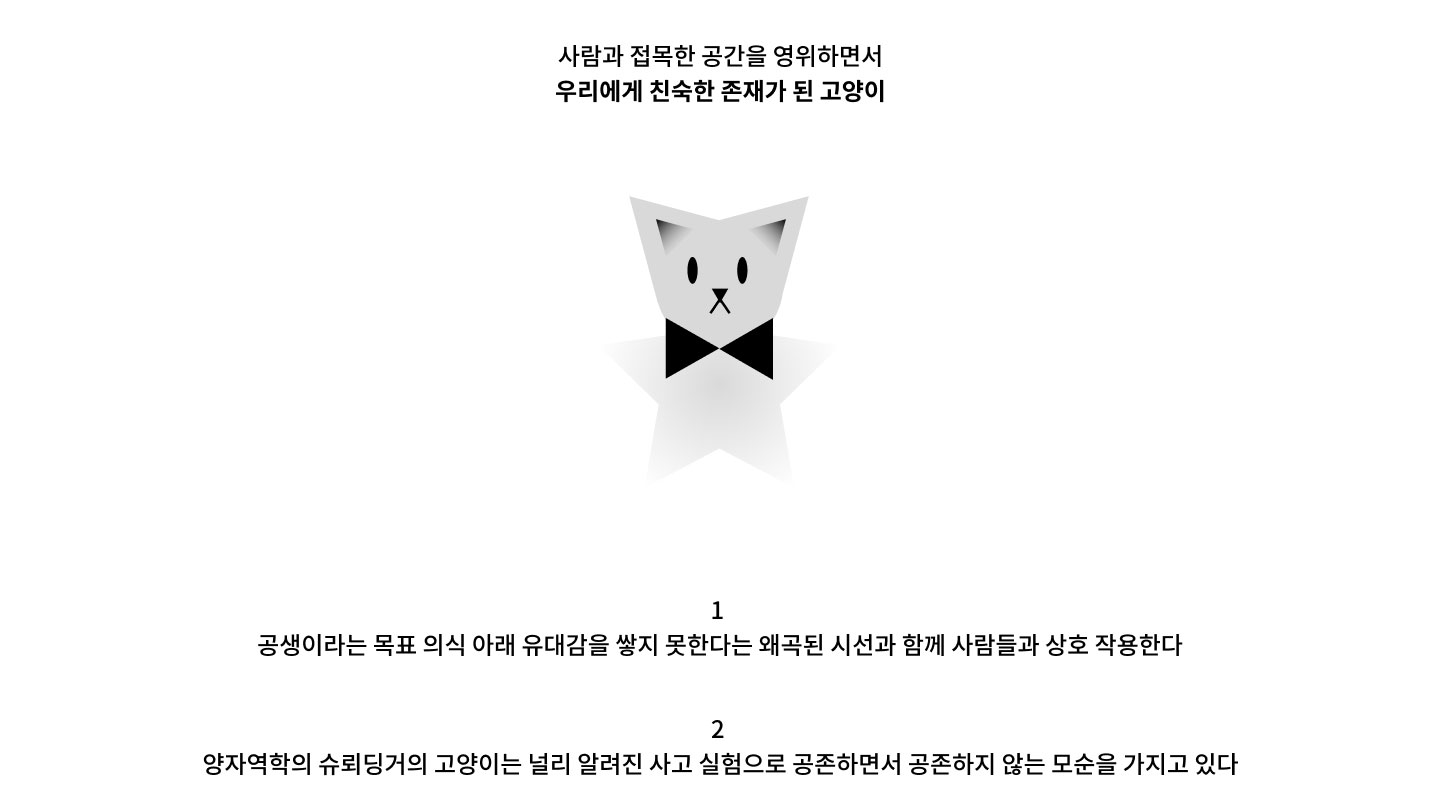 사람과 접목한 공간을 영위하면서
우리에게 친숙한 존재가 된 고양이
1
공생이라는 목표 의식 아래 유대감을 쌓지 못한다는 왜곡된 시선과 함께 사람들과 상호 작용한다
2
양자역학의 슈뢰딩거의 고양이는 널리 알려진 사고 실험으로 공존하면서 공존하지 않는 모순을 가지고 있다